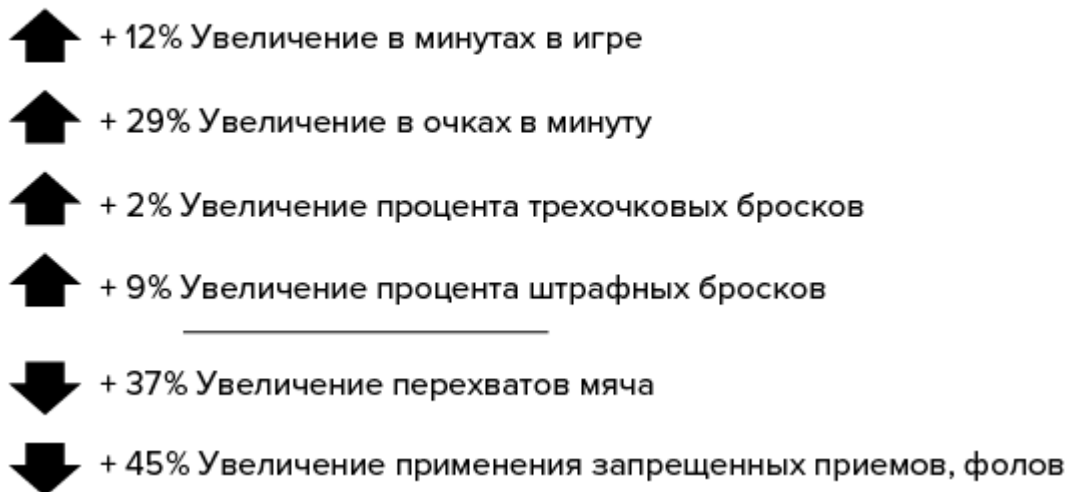 + 12% Увеличение в минутах в игре
+ 29% Увеличение в очках в минуту
+ 2% Увеличение процента трехочковых бросков
+ 9% Увеличение процента штрафных бросков
+ 37% Увеличение перехватов мяча
+ 45% Увеличение применения запрещенных приемов, фолов